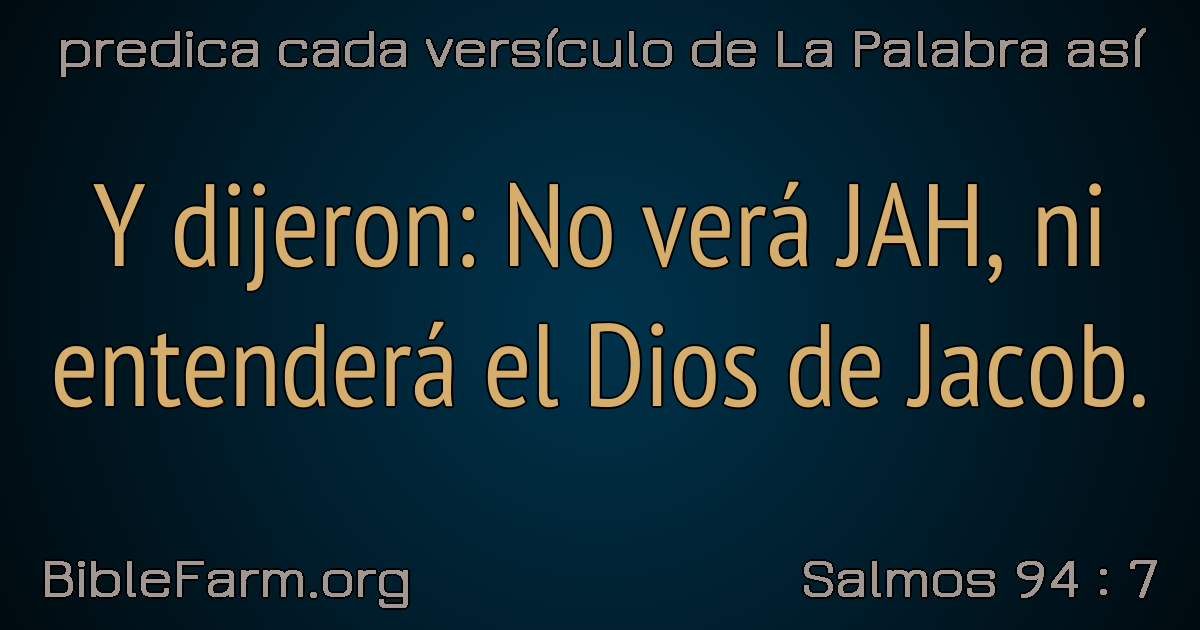 predica cada versículo de La Palabra así
Y dijeron: No verá JAH, ni
entenderá el Dios de Jacob.
BibleFarm.org
Salmos 94 : 7